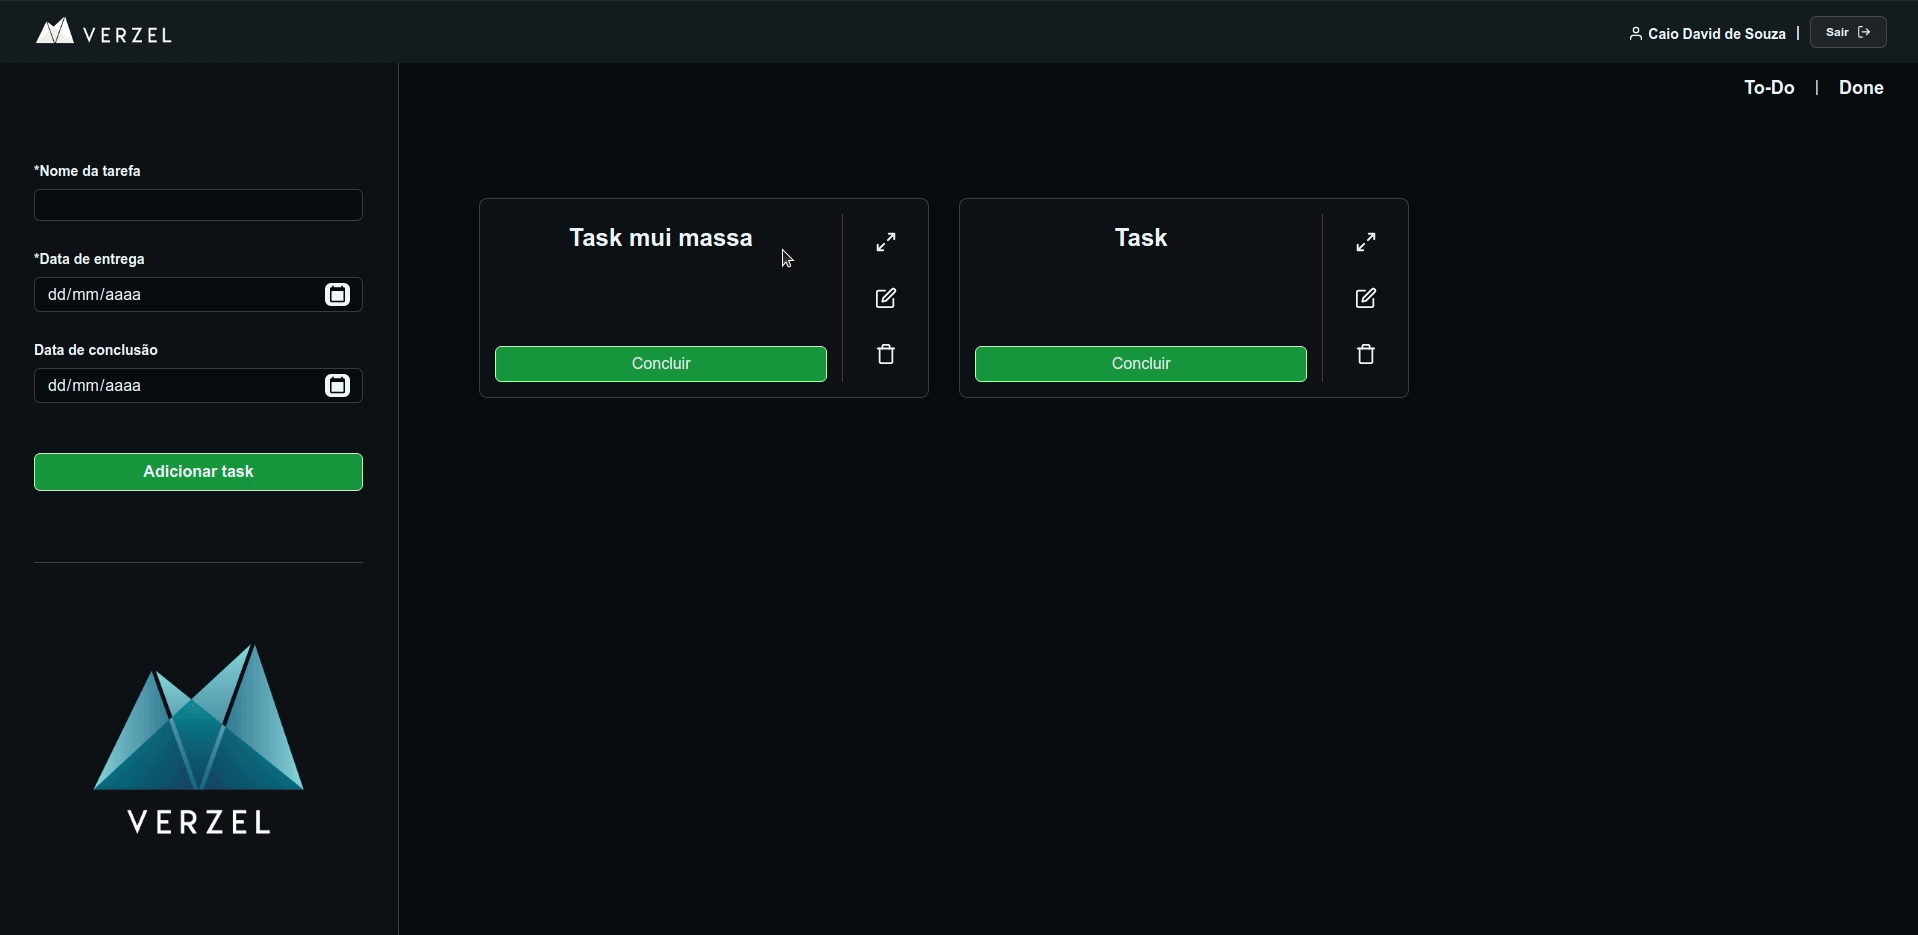 VERZEL
Caio David de Souza | Sair
To-Do | Done
*Nome da tarefa
*Data de entrega
dd/mm/aaaa
Data de conclusão
dd/mm/aaaa
Adicionar task
VERZEL
Task mui massa
Concluir
Task
Concluir